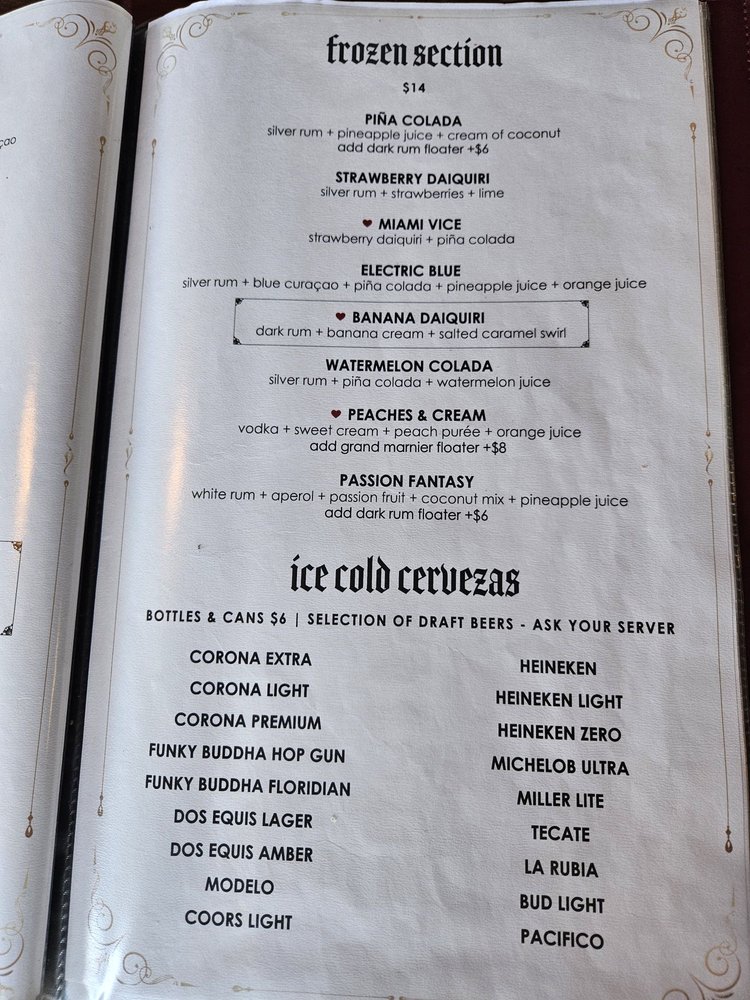 çao
frozen section
$14
PIÑA COLADA
silver rum + pineapple juice + cream of coconut
add dark rum floater +$6
STRAWBERRY DAIQUIRI
silver rum + strawberries + lime
MIAMI VICE
strawberry daiquiri + piña colada
ELECTRIC BLUE
silver rum + blue curaçao + piña colada + pineapple juice + orange juice
BANANA DAIQUIRI
dark rum + banana cream + salted caramel swirl
WATERMELON COLADA
silver rum + piña colada + watermelon juice
PEACHES & CREAM
vodka + sweet cream + peach purée + orange juice
add grand marnier floater +$8
PASSION FANTASY
white rum + aperol + passion fruit + coconut mix + pineapple juice
add dark rum floater +$6
ice cold cervezas
BOTTLES & CANS $6 | SELECTION OF DRAFT BEERS - ASK YOUR SERVER
CORONA EXTRA
CORONA LIGHT
CORONA PREMIUM
FUNKY BUDDHA HOP GUN
FUNKY BUDDHA FLORIDIAN
DOS EQUIS LAGER
DOS EQUIS AMBER
MODELO
COORS LIGHT
HEINEKEN
HEINEKEN LIGHT
HEINEKEN ZERO
MICHELOB ULTRA
MILLER LITE
TECATE
LA RUBIA
BUD LIGHT
PACIFICO